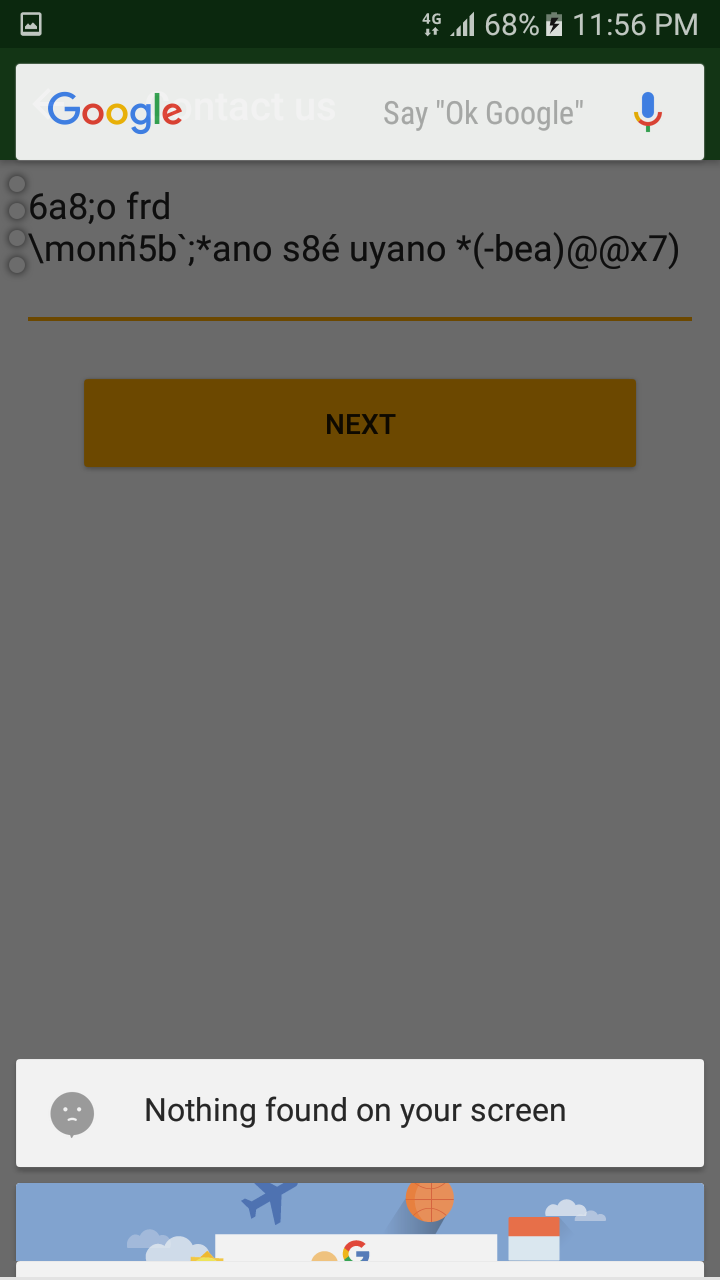 4G 68% 11:56 PM
Google Contact us Say "Ok Google"
6a8;o frd
\monñ5b`;*ano s8é uyano *(-bea)@@x7)
NEXT
Nothing found on your screen
G